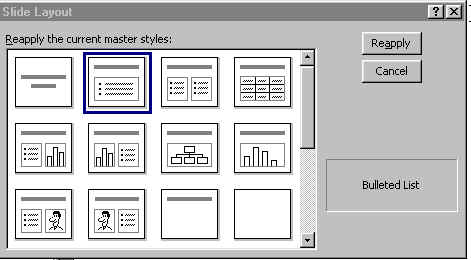 Slide Layout
Reapply the current master styles:
Reapply
Cancel
Bulleted List